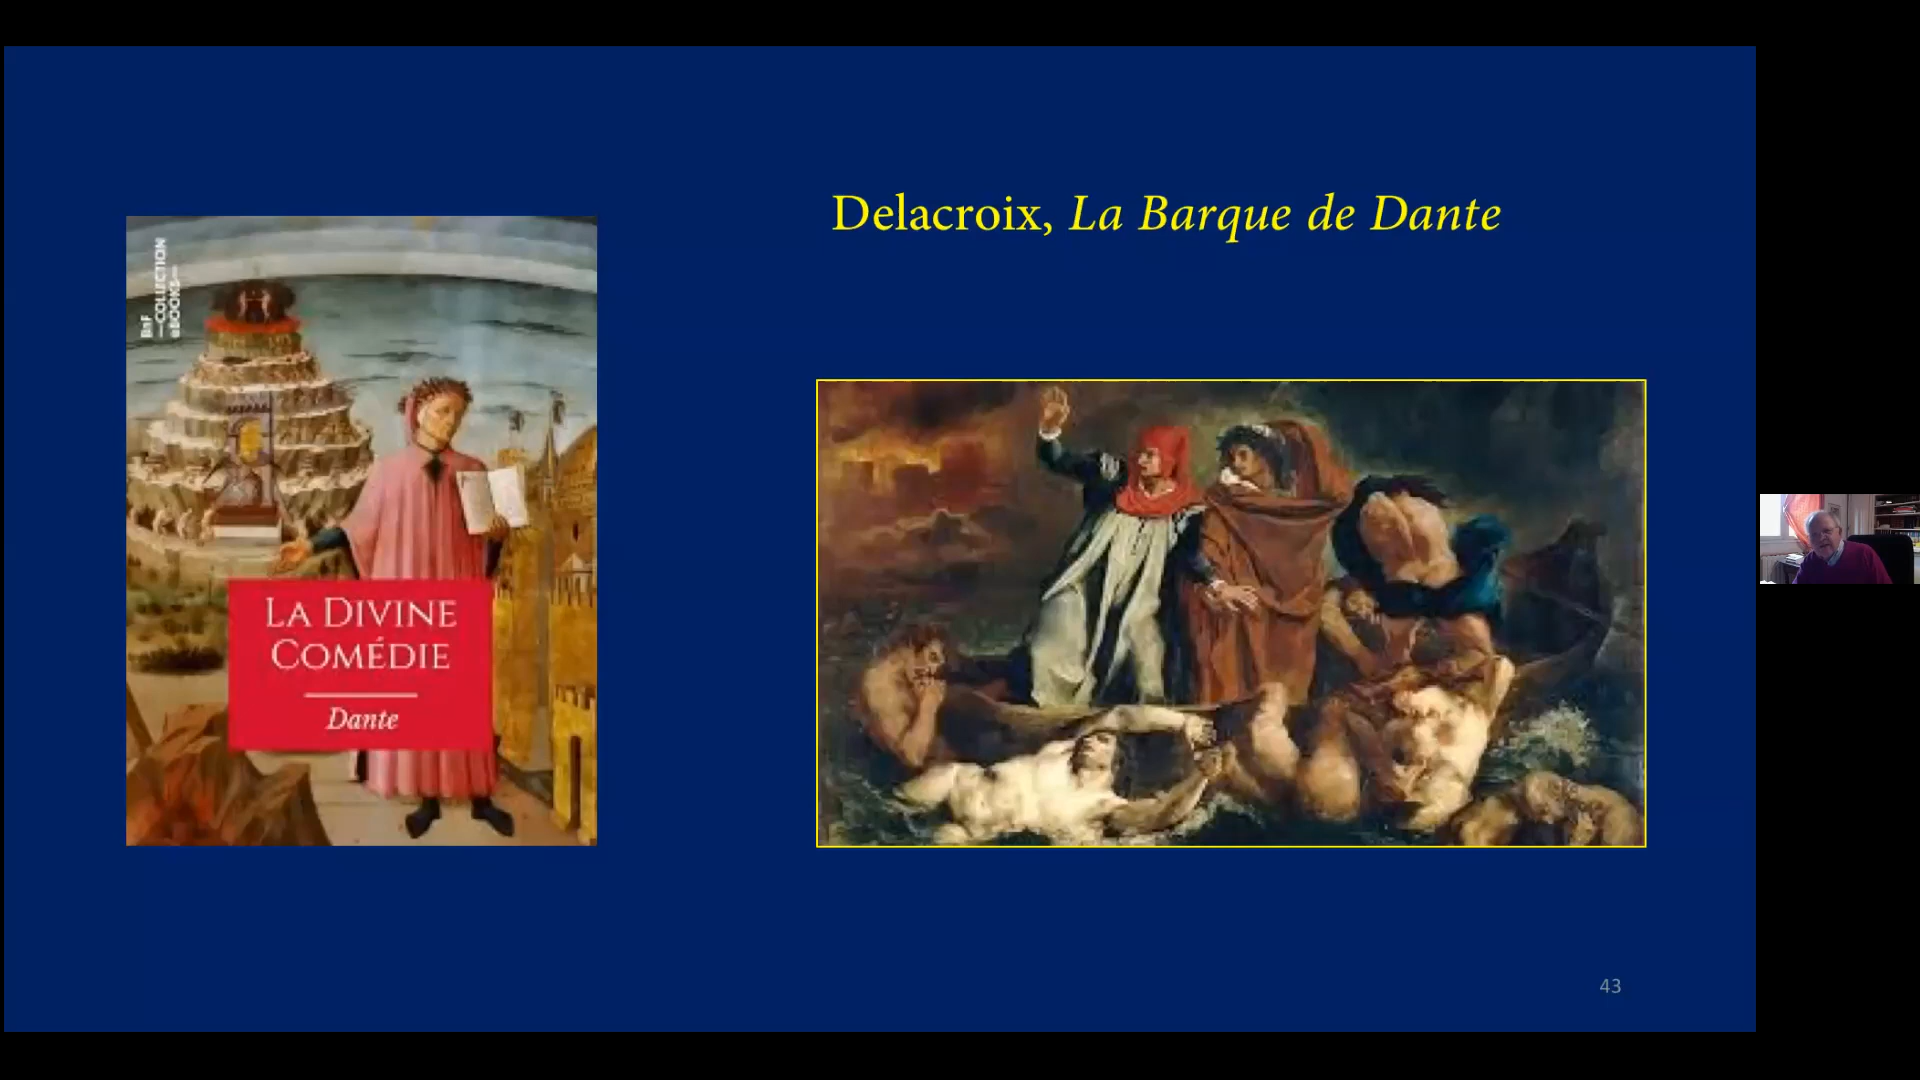 Delacroix, La Barque de Dante
BnF
COLLECTION
eBOOKS
LA DIVINE
COMÉDIE
Dante
43